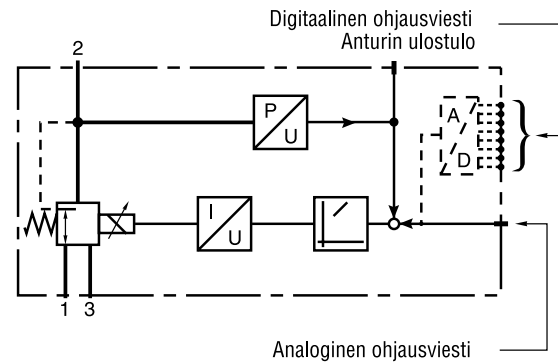 Digitaalinen ohjausviesti
Anturin ulostulo
2
P
U
A
D
I
U
1 3
Analoginen ohjausviesti